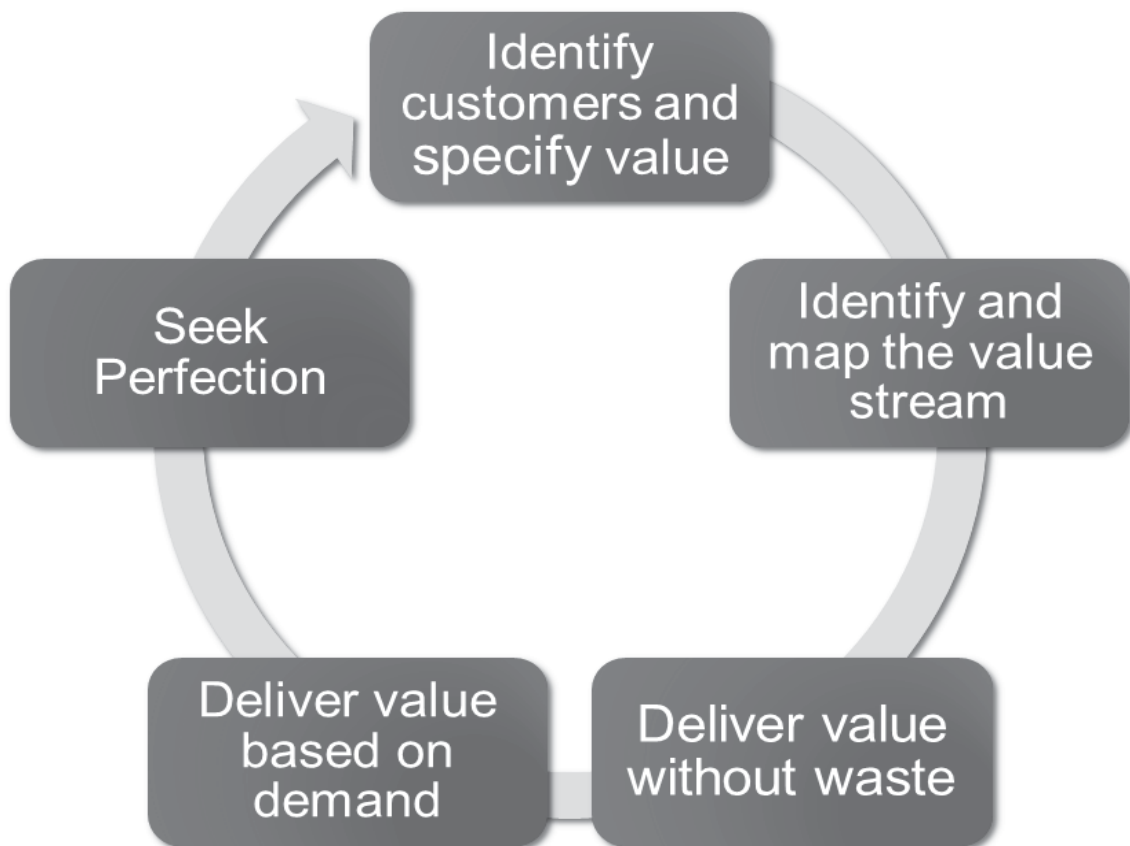 Identify
customers and
specify value
Identify and
map the value
stream
Deliver value
without waste
Deliver value
based on
demand
Seek
Perfection